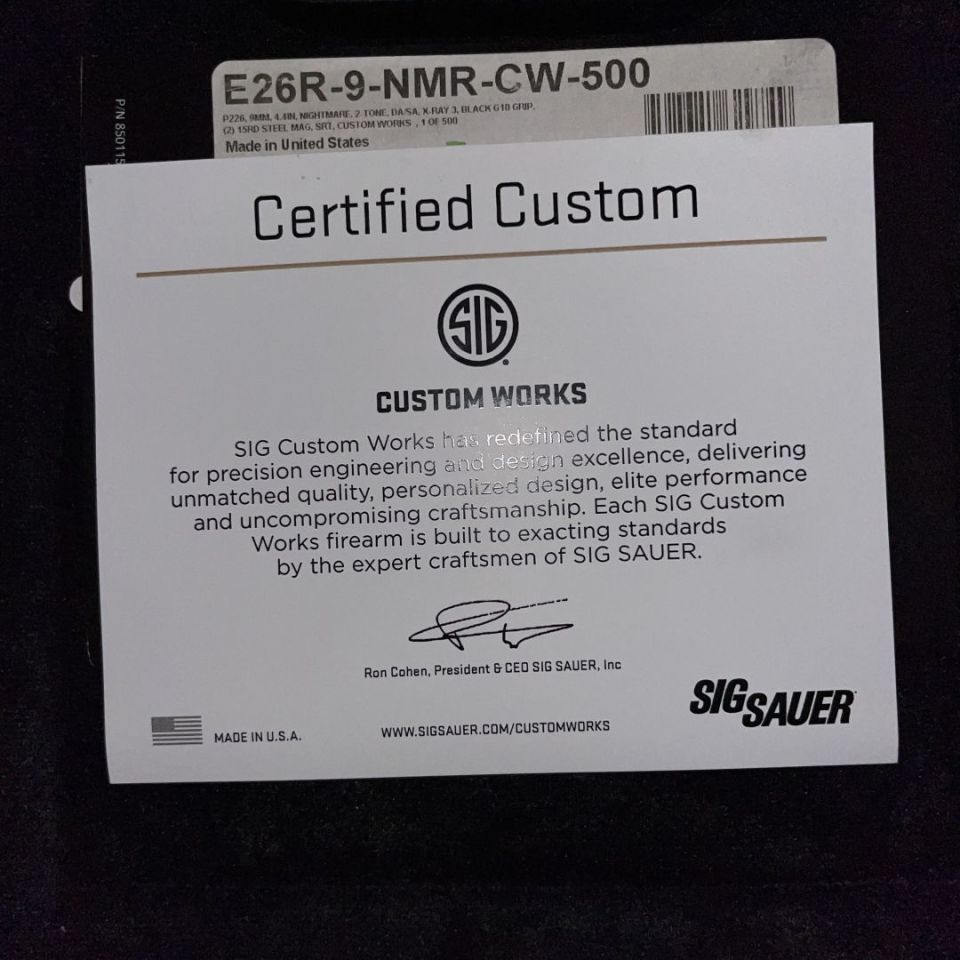 P/N 850115
E26R-9-NMR-CW-500
P226, 9MM, 4.4IN, NIGHTMARE, 2-TONE, DA/SA, X-RAY 3, BLACK G10 GRIP,
(2) 15RD STEEL MAG, SRT, CUSTOM WORKS , 1 OF 500
Made in United States
Certified Custom
SIG
CUSTOM WORKS
SIG Custom Works has redefined the standard
for precision engineering and design excellence, delivering
unmatched quality, personalized design, elite performance
and uncompromising craftsmanship. Each SIG Custom
Works firearm is built to exacting standards
by the expert craftsmen of SIG SAUER.
Ron Cohen, President & CEO SIG SAUER, Inc
MADE IN U.S.A.
WWW.SIGSAUER.COM/CUSTOMWORKS
SIG SAUER